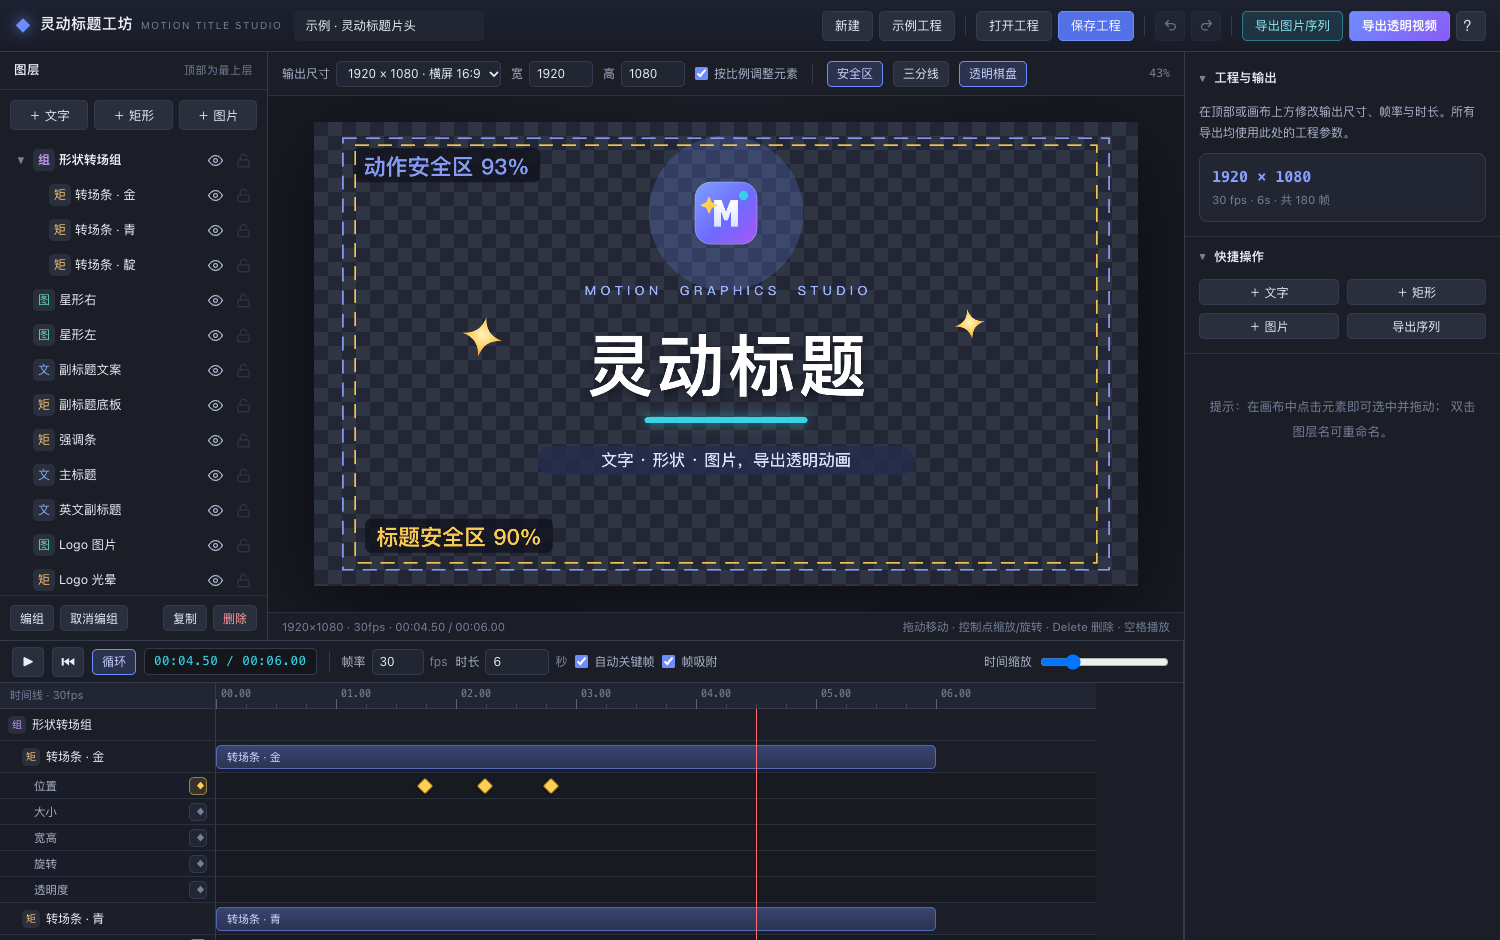 灵动标题工坊 MOTION TITLE STUDIO 示例 · 灵动标题片头 新建 示例工程 打开工程 保存工程 导出图片序列 导出透明视频 ?
图层 顶部为最上层
+ 文字 + 矩形 + 图片
组 形状转场组
矩 转场条 · 金
矩 转场条 · 青
矩 转场条 · 靛
图 星形右
图 星形左
文 副标题文案
矩 副标题底板
矩 强调条
文 主标题
文 英文副标题
图 Logo 图片
矩 Logo 光晕
编组 取消编组 复制 删除
输出尺寸 1920 × 1080 · 横屏 16:9 宽 1920 高 1080 按比例调整元素 安全区 三分线 透明棋盘 43%
动作安全区 93%
M
MOTION GRAPHICS STUDIO
灵动标题
文字 · 形状 · 图片，导出透明动画
标题安全区 90%
1920×1080 · 30fps · 00:04.50 / 00:06.00 拖动移动 · 控制点缩放/旋转 · Delete 删除 · 空格播放
工程与输出
在顶部或画布上方修改输出尺寸、帧率与时长。所有
导出均使用此处的工程参数。
1920 × 1080
30 fps · 6s · 共 180 帧
快捷操作
+ 文字 + 矩形
+ 图片 导出序列
提示：在画布中点击元素即可选中并拖动； 双击
图层名可重命名。
循环 00:04.50 / 00:06.00 帧率 30 fps 时长 6 秒 自动关键帧 帧吸附 时间缩放
时间线 · 30fps 00.00 01.00 02.00 03.00 04.00 05.00 06.00
组 形状转场组
矩 转场条 · 金 转场条 · 金
位置
大小
宽高
旋转
透明度
矩 转场条 · 青 转场条 · 青